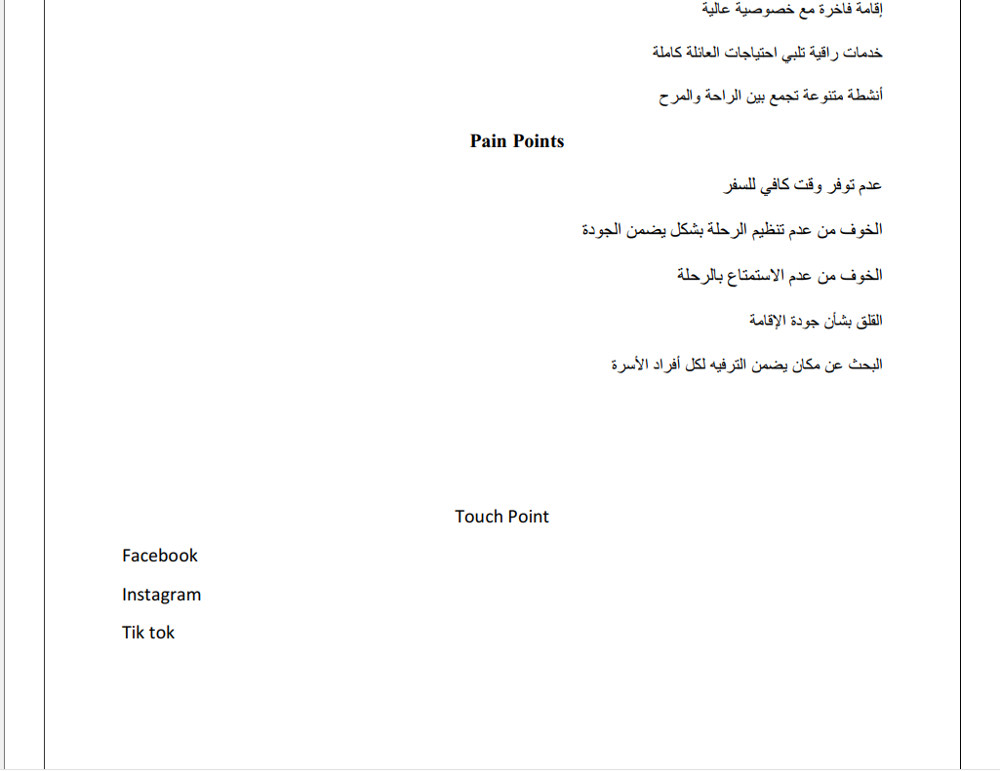 إقامة فاخرة مع خصوصية عالية
خدمات راقية تلبي احتياجات العائلة كاملة
أنشطة متنوعة تجمع بين الراحة والمرح
Pain Points
عدم توفر وقت كافي للسفر
الخوف من عدم تنظيم الرحلة بشكل يضمن الجودة
الخوف من عدم الاستمتاع بالرحلة
القلق بشأن جودة الإقامة
البحث عن مكان يضمن الترفيه لكل أفراد الأسرة
Touch Point
Facebook
Instagram
Tik tok